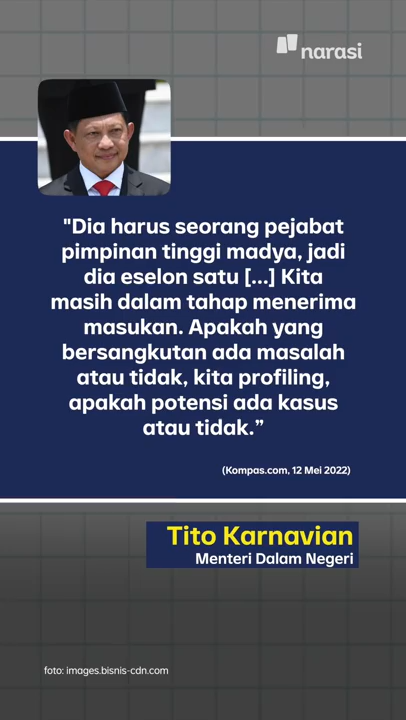 narasi
"Dia harus seorang pejabat
pimpinan tinggi madya, jadi
dia eselon satu [...] Kita
masih dalam tahap menerima
masukan. Apakah yang
bersangkutan ada masalah
atau tidak, kita profiling,
apakah potensi ada kasus
atau tidak.”
(Kompas.com, 12 Mei 2022)
Tito Karnavian
Menteri Dalam Negeri
foto: images.bisnis-cdn.com